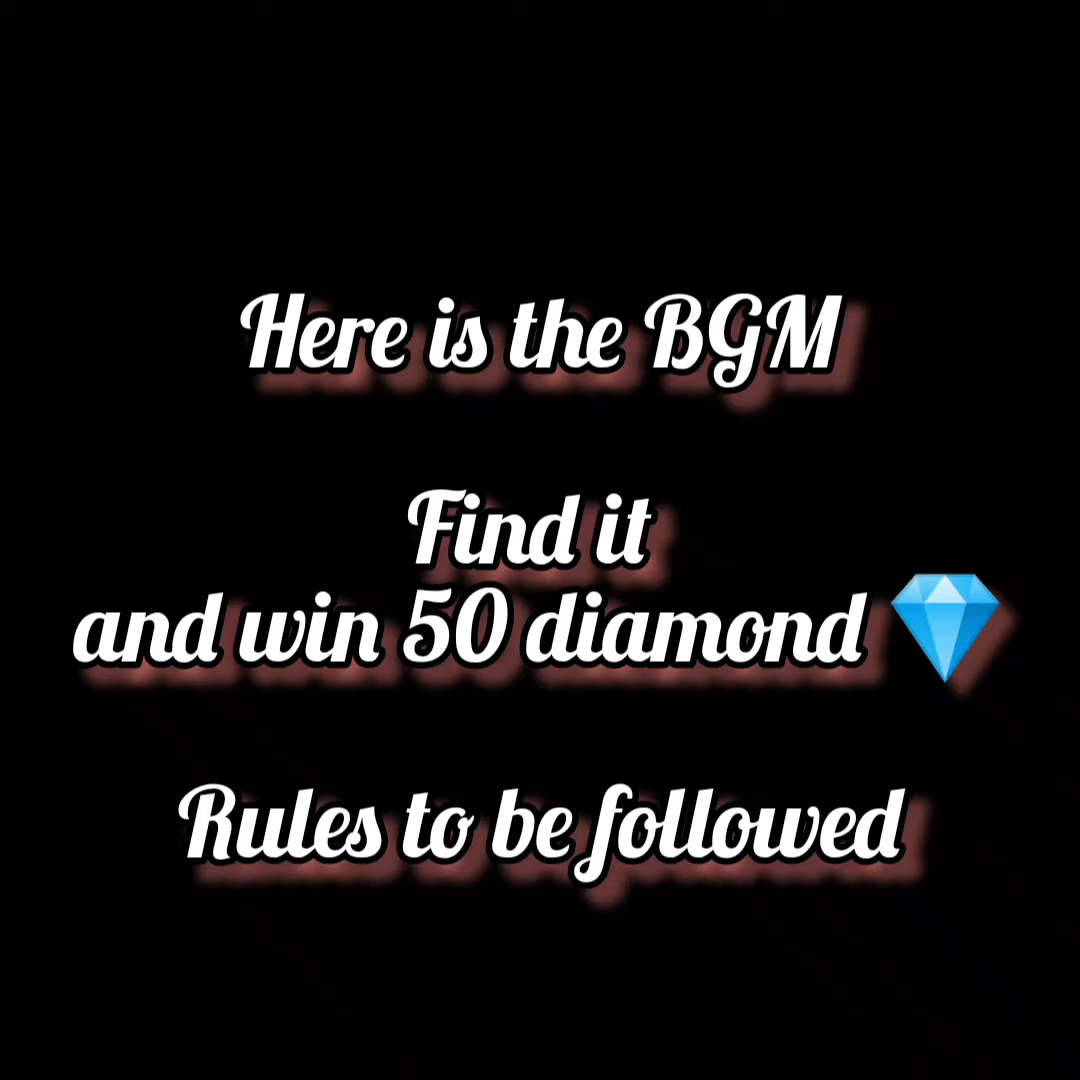 Here is the BGM
Find it
and win 50 diamond 💎
Rules to be followed